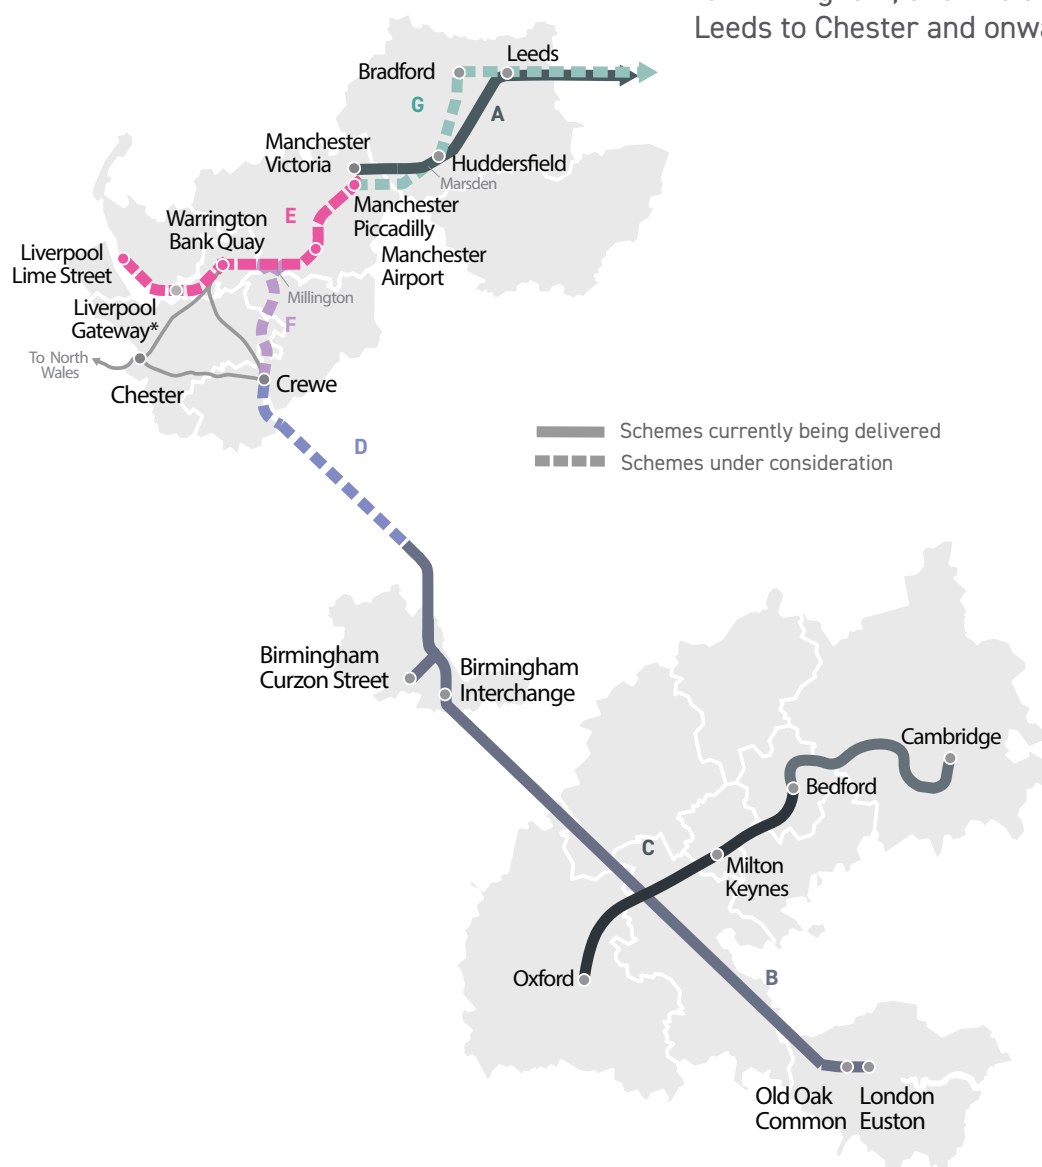 Leeds to Chester and onwa
Leeds
Bradford
G
A
Manchester
Victoria
Huddersfield
Marsden
E
Manchester
Piccadilly
Warrington
Bank Quay
Manchester
Airport
Liverpool
Lime Street
Millington
Liverpool
Gateway*
F
To North
Wales
Chester
Crewe
Schemes currently being delivered
D
Schemes under consideration
Birmingham
Curzon Street
Birmingham
Interchange
Cambridge
Bedford
C
Milton
Keynes
Oxford
B
Old Oak
Common
London
Euston